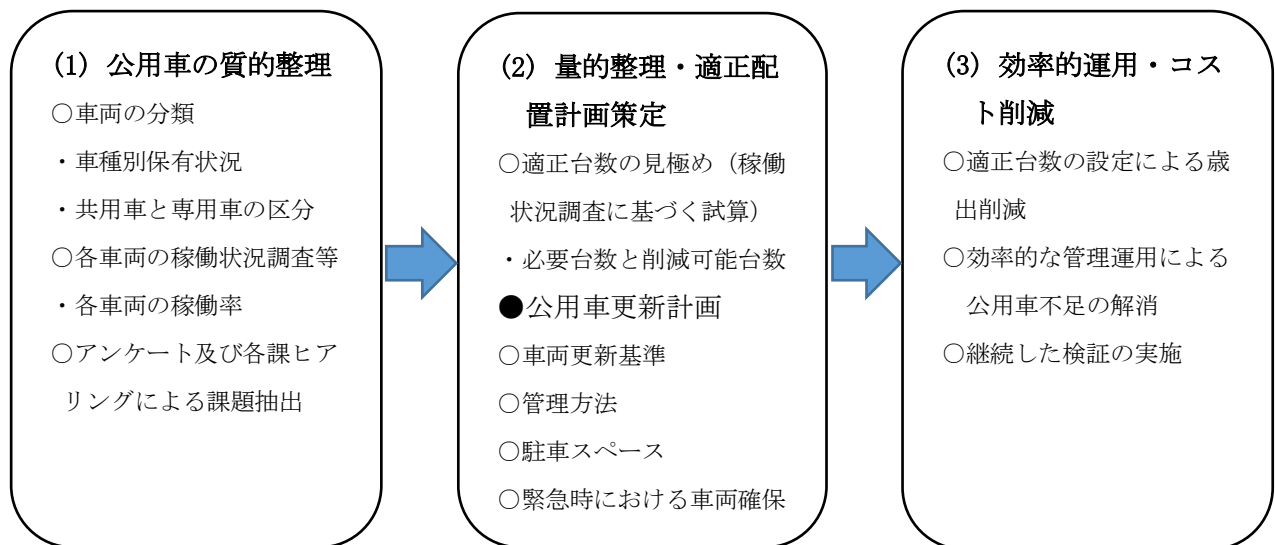 (1) 公用車の質的整理
○車両の分類
・車種別保有状況
・共用車と専用車の区分
○各車両の稼働状況調査等
・各車両の稼働率
○アンケート及び各課ヒア
リングによる課題抽出
(2) 量的整理・適正配
置計画策定
○適正台数の見極め（稼働
状況調査に基づく試算）
・必要台数と削減可能台数
●公用車更新計画
○車両更新基準
○管理方法
○駐車スペース
○緊急時における車両確保
(3) 効率的運用・コス
ト削減
○適正台数の設定による歳
出削減
○効率的な管理運用による
公用車不足の解消
○継続した検証の実施